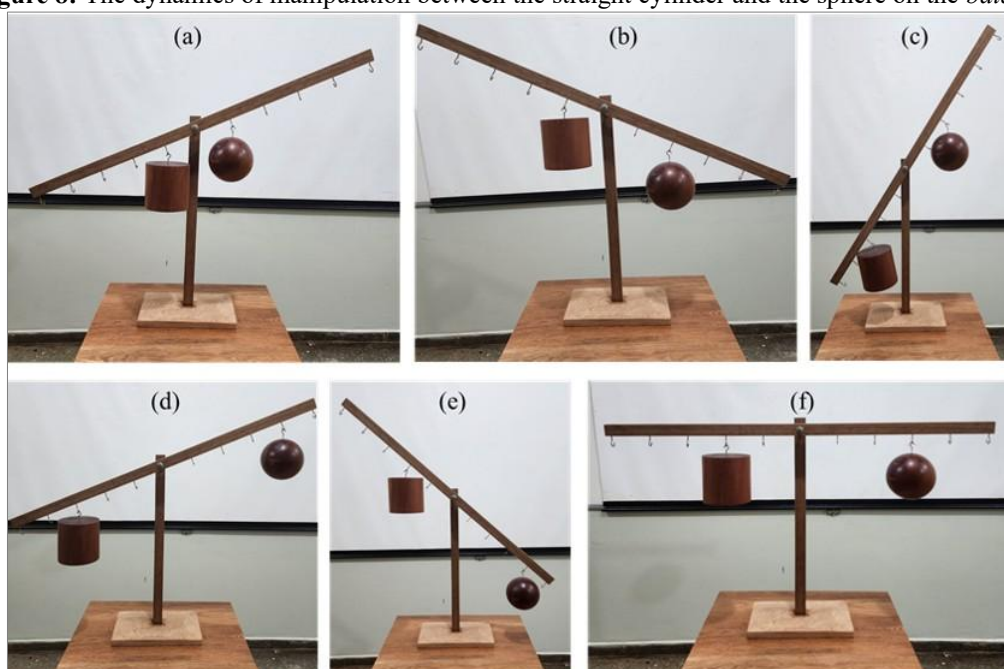 The dynamics of manipulation between the straight cylinder and the sphere on the
(a)
(b)
(c)
(d)
(e)
(f)